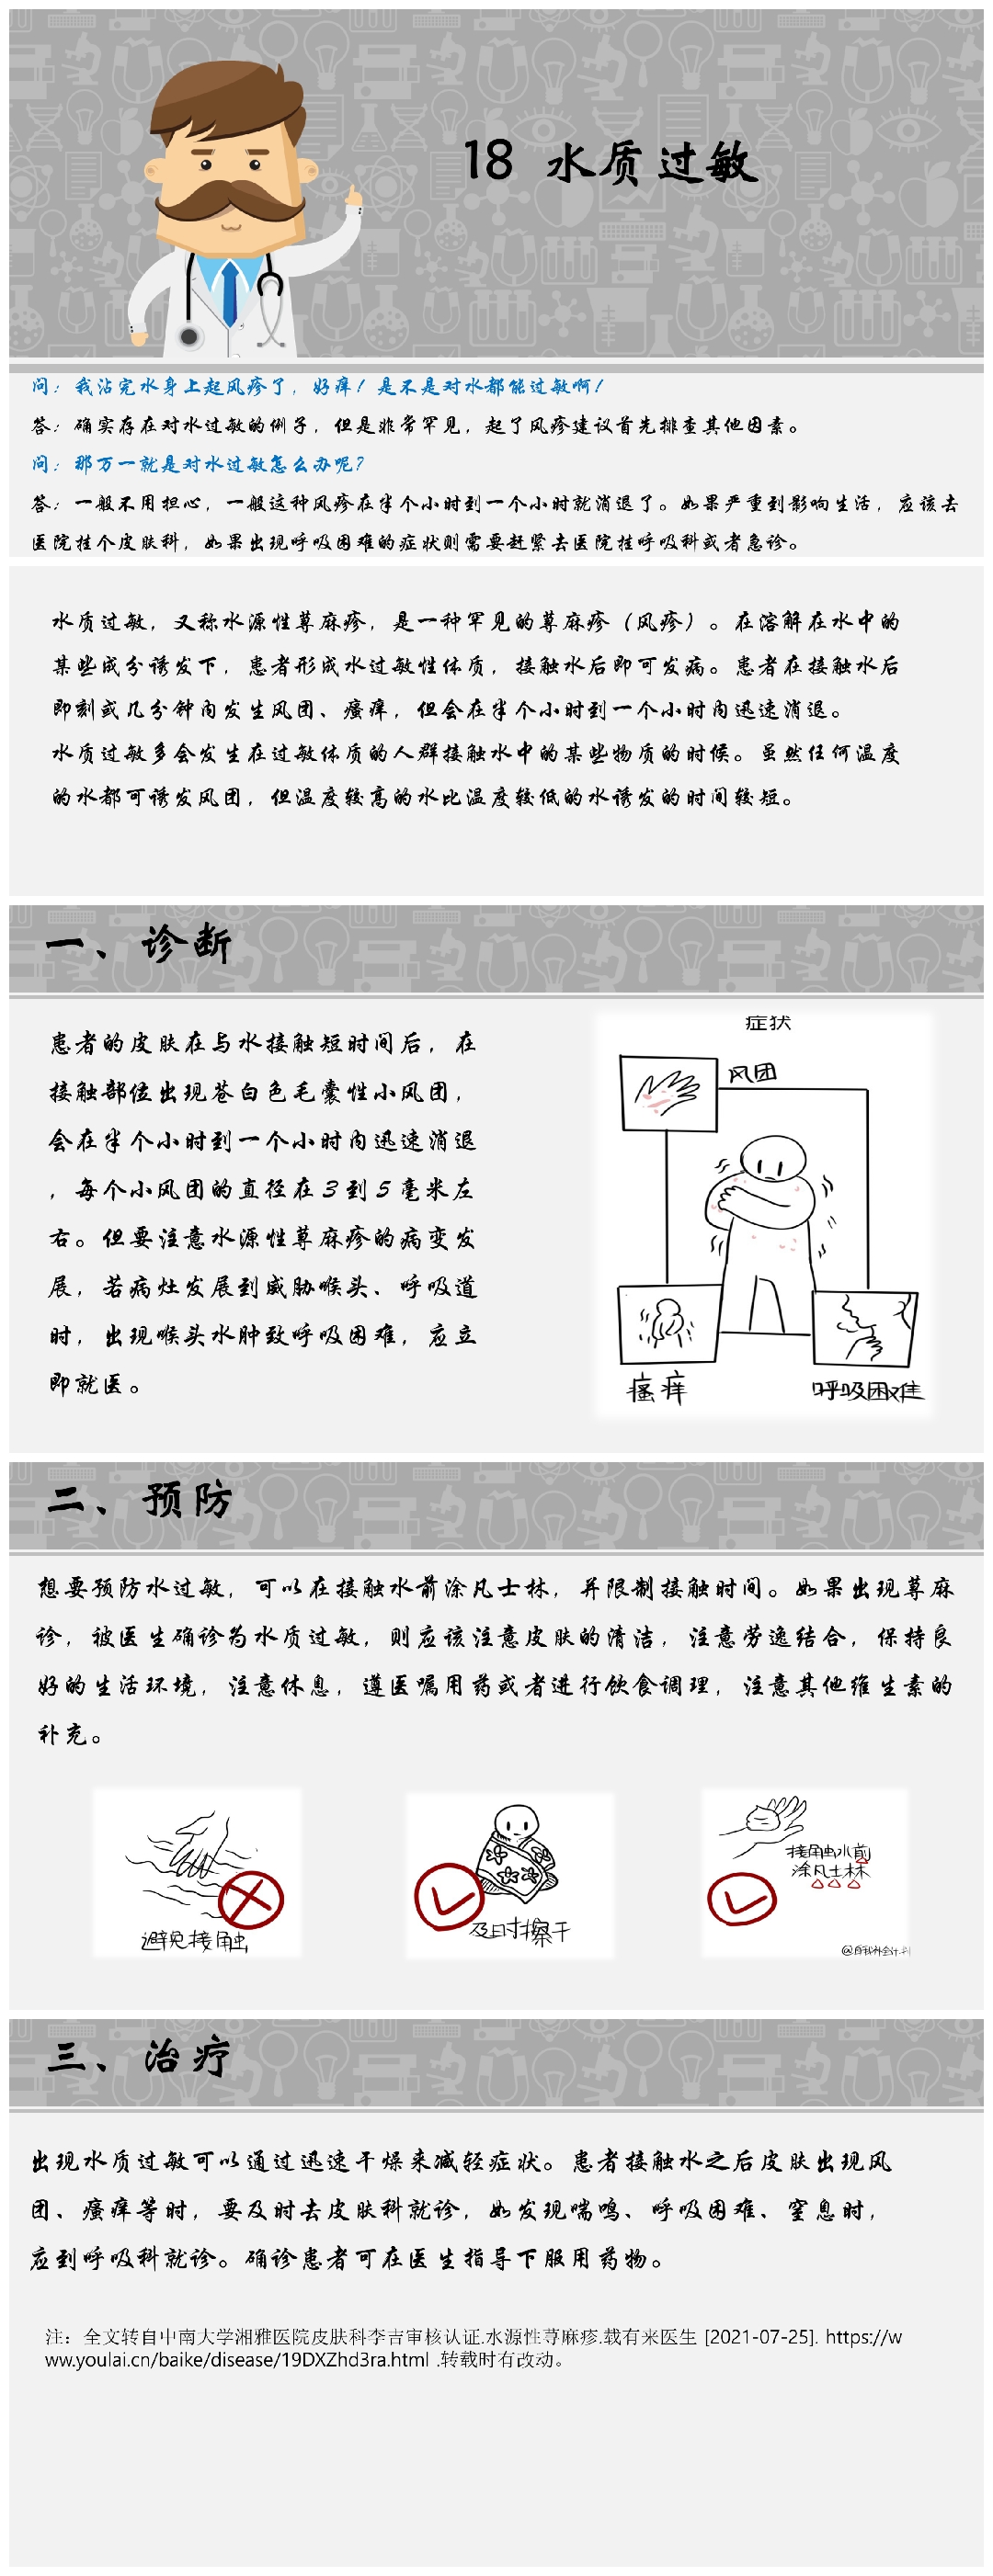 18 水质过敏
问：我沾完水身上起风疹了，好痒！是不是对水都能过敏啊！
答：确实存在对水过敏的例子，但是非常罕见，起了风疹建议首先排查其他因素。
问：那万一就是对水过敏怎么办呢？
答：一般不用担心，一般这种风疹在半个小时到一个小时就消退了。如果严重到影响生活，应该去
医院挂个皮肤科，如果出现呼吸困难的症状则需要赶紧去医院挂呼吸科或者急诊。
水质过敏，又称水源性荨麻疹，是一种罕见的荨麻疹（风疹）。在溶解在水中的
某些成分诱发下，患者形成水过敏性体质，接触水后即可发病。患者在接触水后
即刻或几分钟内发生风团、瘙痒，但会在半个小时到一个小时内迅速消退。
水质过敏多会发生在过敏体质的人群接触水中的某些物质的时候。虽然任何温度
的水都可诱发风团，但温度较高的水比温度较低的水诱发的时间较短。
一、诊断
患者的皮肤在与水接触短时间后，在
接触部位出现苍白色毛囊性小风团，
会在半个小时到一个小时内迅速消退
，每个小风团的直径在3到5毫米左
右。但要注意水源性荨麻疹的病变发
展，若病灶发展到威胁喉头、呼吸道
时，出现喉头水肿致呼吸困难，应立
即就医。
症状
风团
瘙痒
呼吸困难
二、预防
想要预防水过敏，可以在接触水前涂凡士林，并限制接触时间。如果出现荨麻
诊，被医生确诊为水质过敏，则应该注意皮肤的清洁，注意劳逸结合，保持良
好的生活环境，注意休息，遵医嘱用药或者进行饮食调理，注意其他维生素的
补充。
避免接触
及时擦干
接触水前
涂凡士林
三、治疗
出现水质过敏可以通过迅速干燥来减轻症状。患者接触水之后皮肤出现风
团、瘙痒等时，要及时去皮肤科就诊，如发现喘鸣、呼吸困难、窒息时，
应到呼吸科就诊。确诊患者可在医生指导下服用药物。
注：全文转自中南大学湘雅医院皮肤科李吉审核认证.水源性荨麻疹.载有来医生 [2021-07-25]. https://w
ww.youlai.cn/baike/disease/19DXZhd3ra.html .转载时有改动。